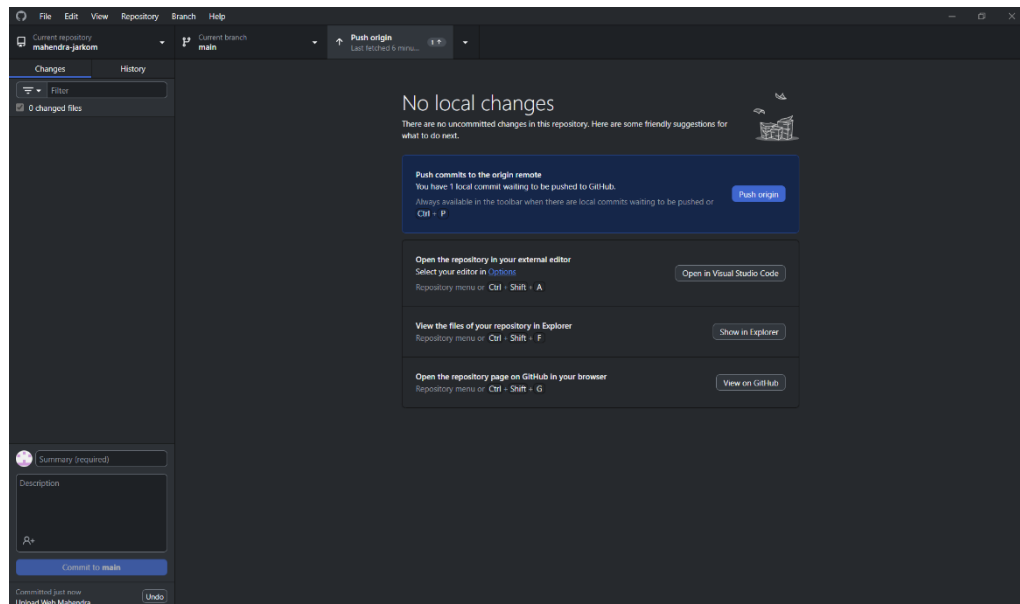 File Edit View Repository Branch Help
Current repository
mahendra-jarkom
Current branch
main
Push origin
Last fetched 6 minu...
1
Changes
History
Filter
0 changed files
No local changes
There are no uncommitted changes in this repository. Here are some friendly suggestions for
what to do next.
Push commits to the origin remote
You have 1 local commit waiting to be pushed to GitHub.
Always available in the toolbar when there are local commits waiting to be pushed or
Ctrl + P
Push origin
Open the repository in your external editor
Select your editor in Options
Repository menu or Ctrl + Shift + A
Open in Visual Studio Code
View the files of your repository in Explorer
Repository menu or Ctrl + Shift + F
Show in Explorer
Open the repository page on GitHub in your browser
Repository menu or Ctrl + Shift + G
View on GitHub
Summary (required)
Description
Commit to main
Committed just now
Upload Web Mahendra
Undo